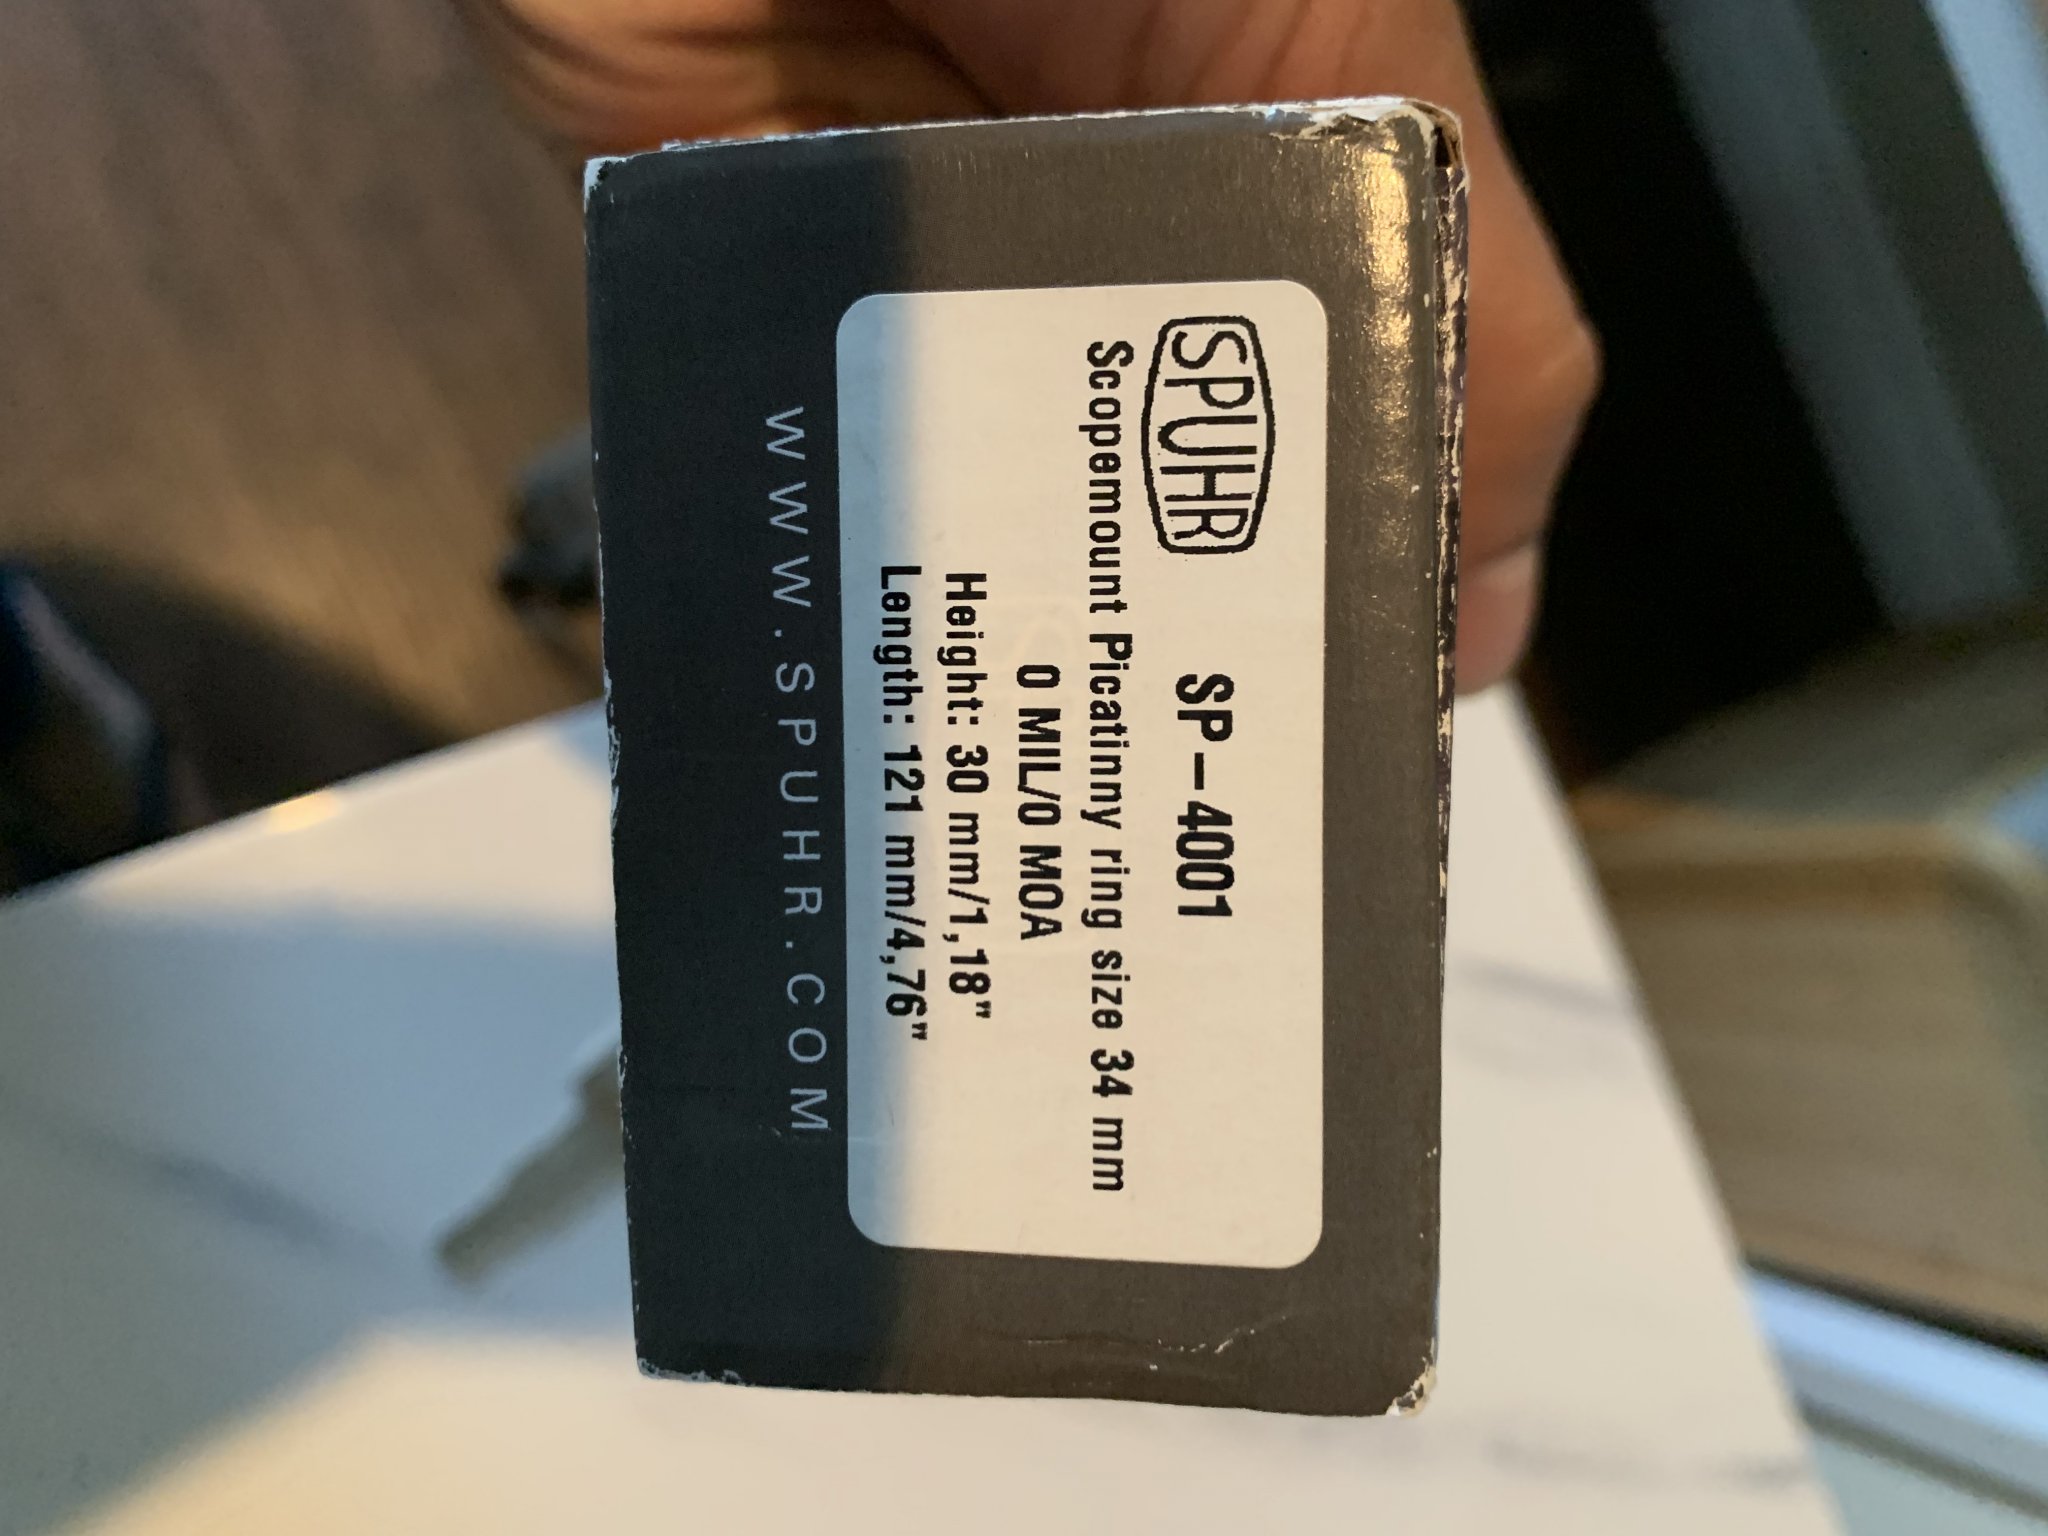 SPUHR SP-4001
Scopemount Picatinny ring size 34 mm
0 MIL/0 MOA
Height: 30 mm/1,18"
Length: 121 mm/4,76"
WWW.SPUHR.COM